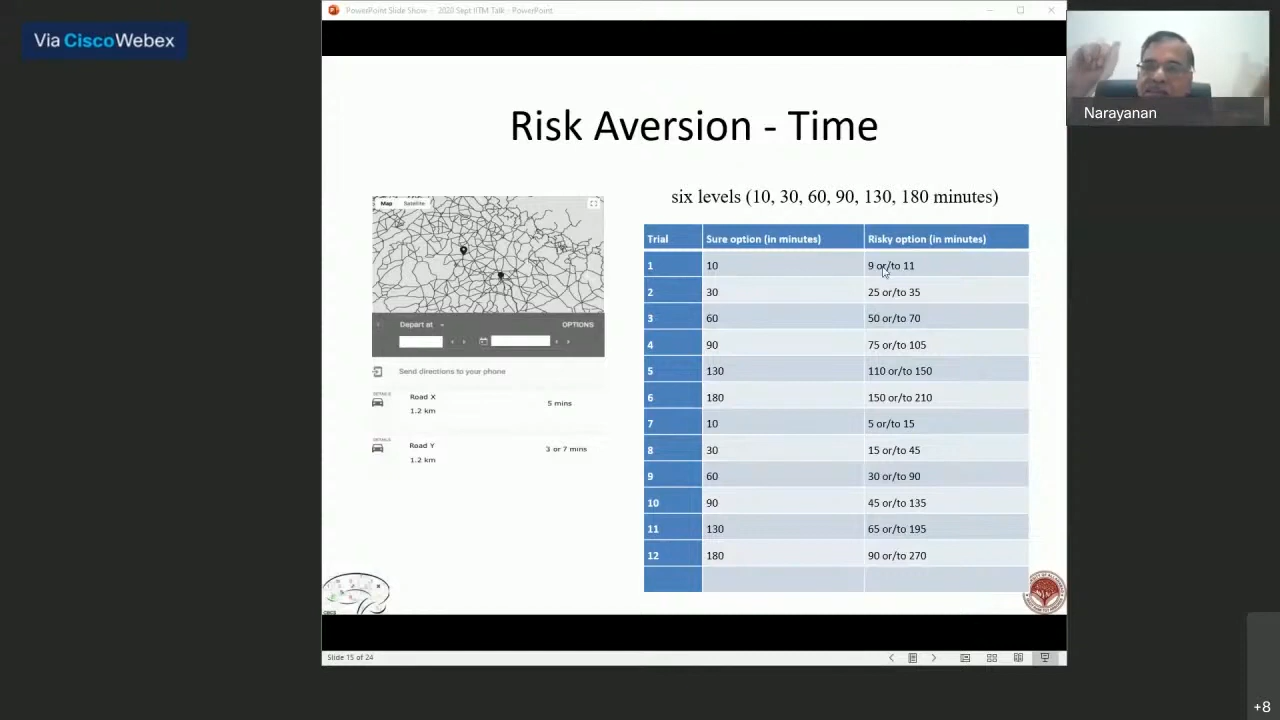 PowerPoint Slide Show - 2020 Sept IITM Talk - PowerPoint
Via CiscoWebex
Narayanan
Risk Aversion - Time
six levels (10, 30, 60, 90, 130, 180 minutes)
Map Satellite
Depart at
OPTIONS
Send directions to your phone
DETAILS
Road X
1.2 km
5 mins
DETAILS
Road Y
1.2 km
3 or 7 mins
Trial Sure option (in minutes) Risky option (in minutes)
1 10 9 or/to 11
2 30 25 or/to 35
3 60 50 or/to 70
4 90 75 or/to 105
5 130 110 or/to 150
6 180 150 or/to 210
7 10 5 or/to 15
8 30 15 or/to 45
9 60 30 or/to 90
10 90 45 or/to 135
11 130 65 or/to 195
12 180 90 or/to 270
CBCS
Slide 15 of 24
+8